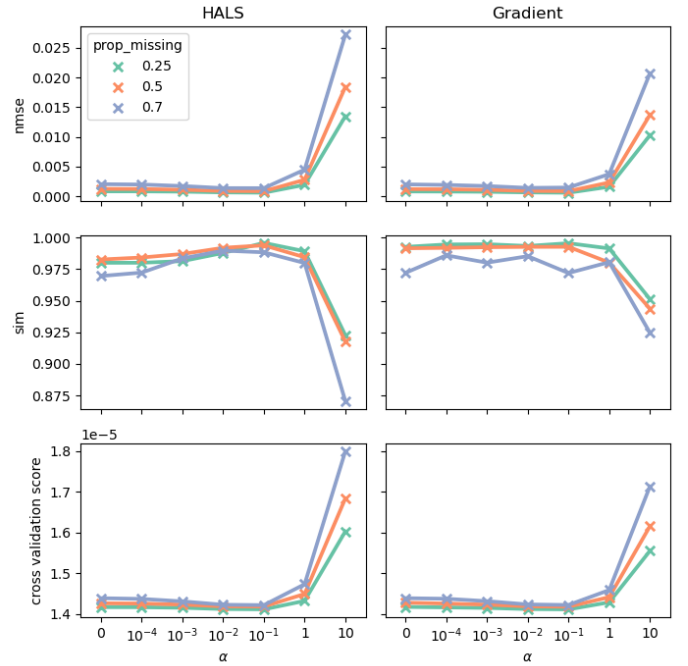 HALS Gradient
prop_missing
0.25
0.5
0.7
nmse
0.025
0.020
0.015
0.010
0.005
0.000
sim
1.000
0.975
0.950
0.925
0.900
0.875
1e−5
cross validation score
1.8
1.7
1.6
1.5
1.4
0 10⁻⁴ 10⁻³ 10⁻² 10⁻¹ 1 10 0 10⁻⁴ 10⁻³ 10⁻² 10⁻¹ 1 10
α α